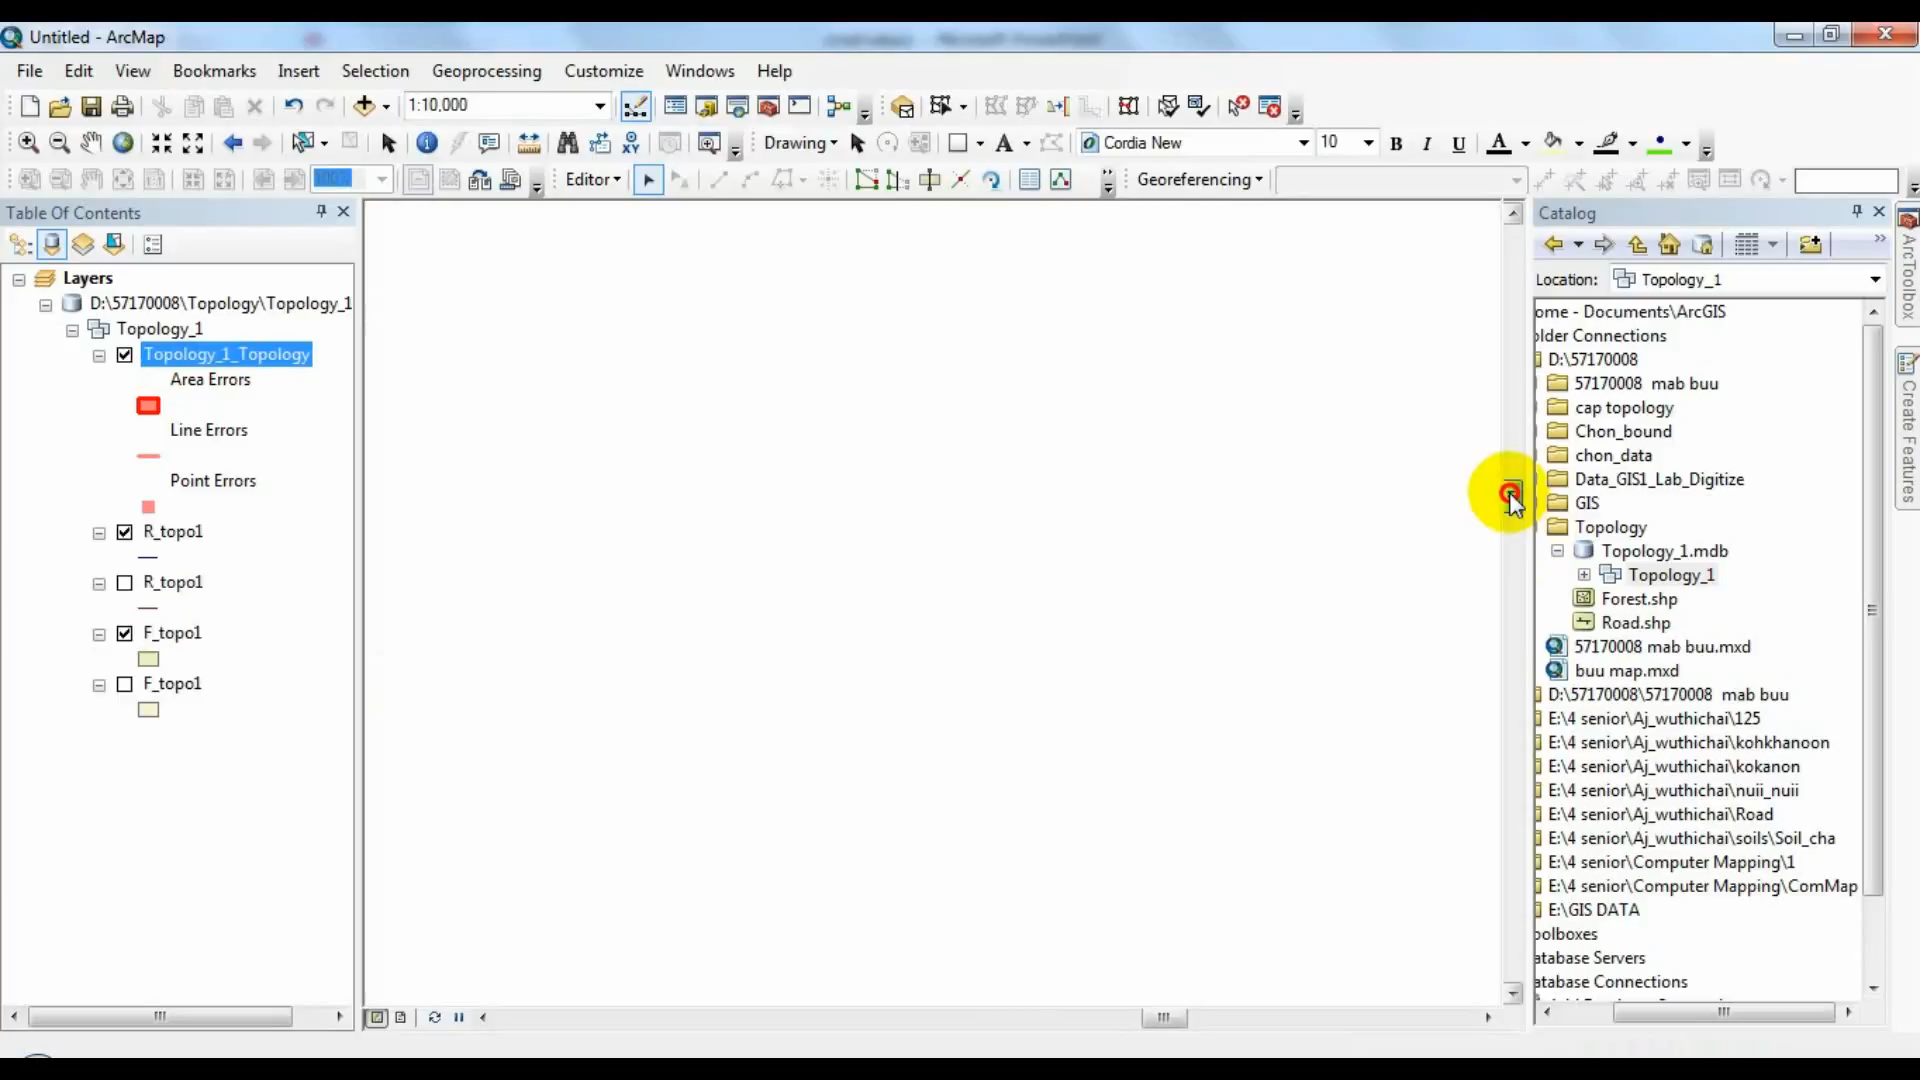 Untitled - ArcMap
File Edit View Bookmarks Insert Selection Geoprocessing Customize Windows Help
1:10,000
Drawing A Cordia New 10 B I U A
100% Editor Georeferencing
Table Of Contents
Layers
D:\57170008\Topology\Topology_1
Topology_1
Topology_1_Topology
Area Errors
Line Errors
Point Errors
R_topo1
R_topo1
F_topo1
F_topo1
Catalog
Location: Topology_1
ome - Documents\ArcGIS
older Connections
D:\57170008
57170008 mab buu
cap topology
Chon_bound
chon_data
Data_GIS1_Lab_Digitize
GIS
Topology
Topology_1.mdb
Topology_1
Forest.shp
Road.shp
57170008 mab buu.mxd
buu map.mxd
D:\57170008\57170008 mab buu
E:\4 senior\Aj_wuthichai\125
E:\4 senior\Aj_wuthichai\kohkhanoon
E:\4 senior\Aj_wuthichai\kokanon
E:\4 senior\Aj_wuthichai\nuii_nuii
E:\4 senior\Aj_wuthichai\Road
E:\4 senior\Aj_wuthichai\soils\Soil_cha
E:\4 senior\Computer Mapping\1
E:\4 senior\Computer Mapping\ComMap
E:\GIS DATA
oolboxes
atabase Servers
atabase Connections
ArcToolbox
Create Features